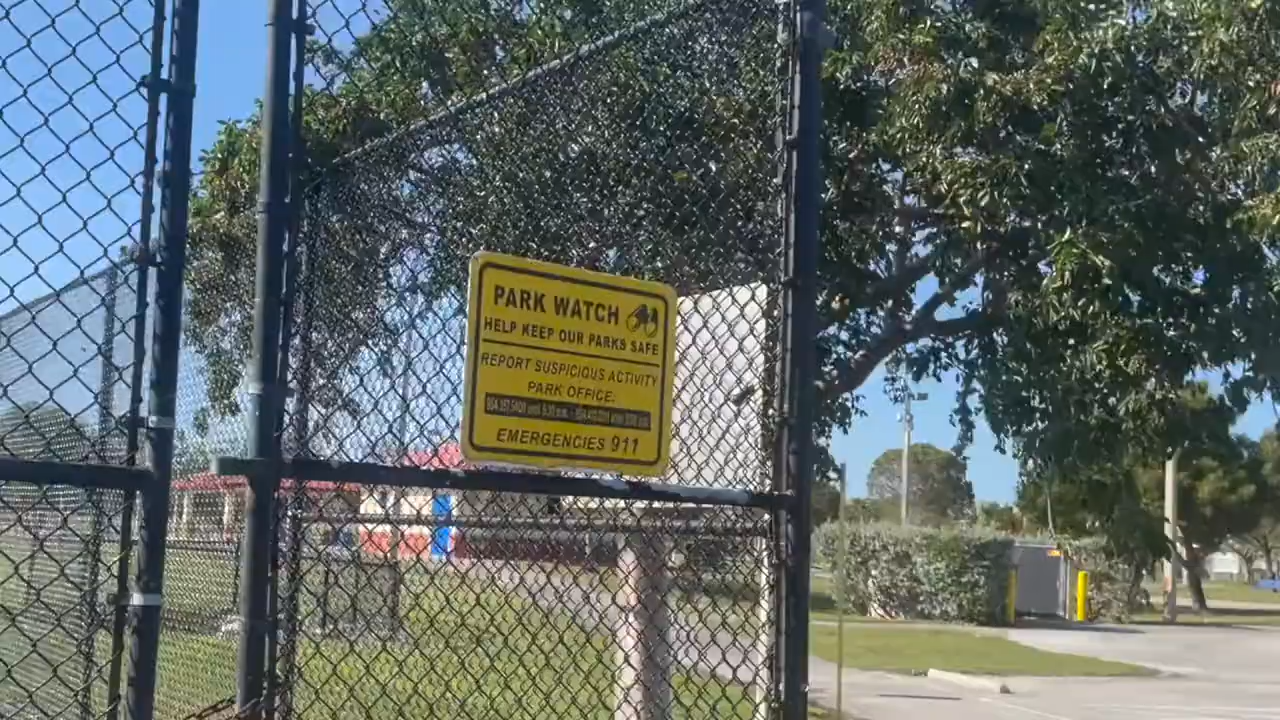 PARK WATCH
HELP KEEP OUR PARKS SAFE
REPORT SUSPICIOUS ACTIVITY
PARK OFFICE:
EMERGENCIES 911